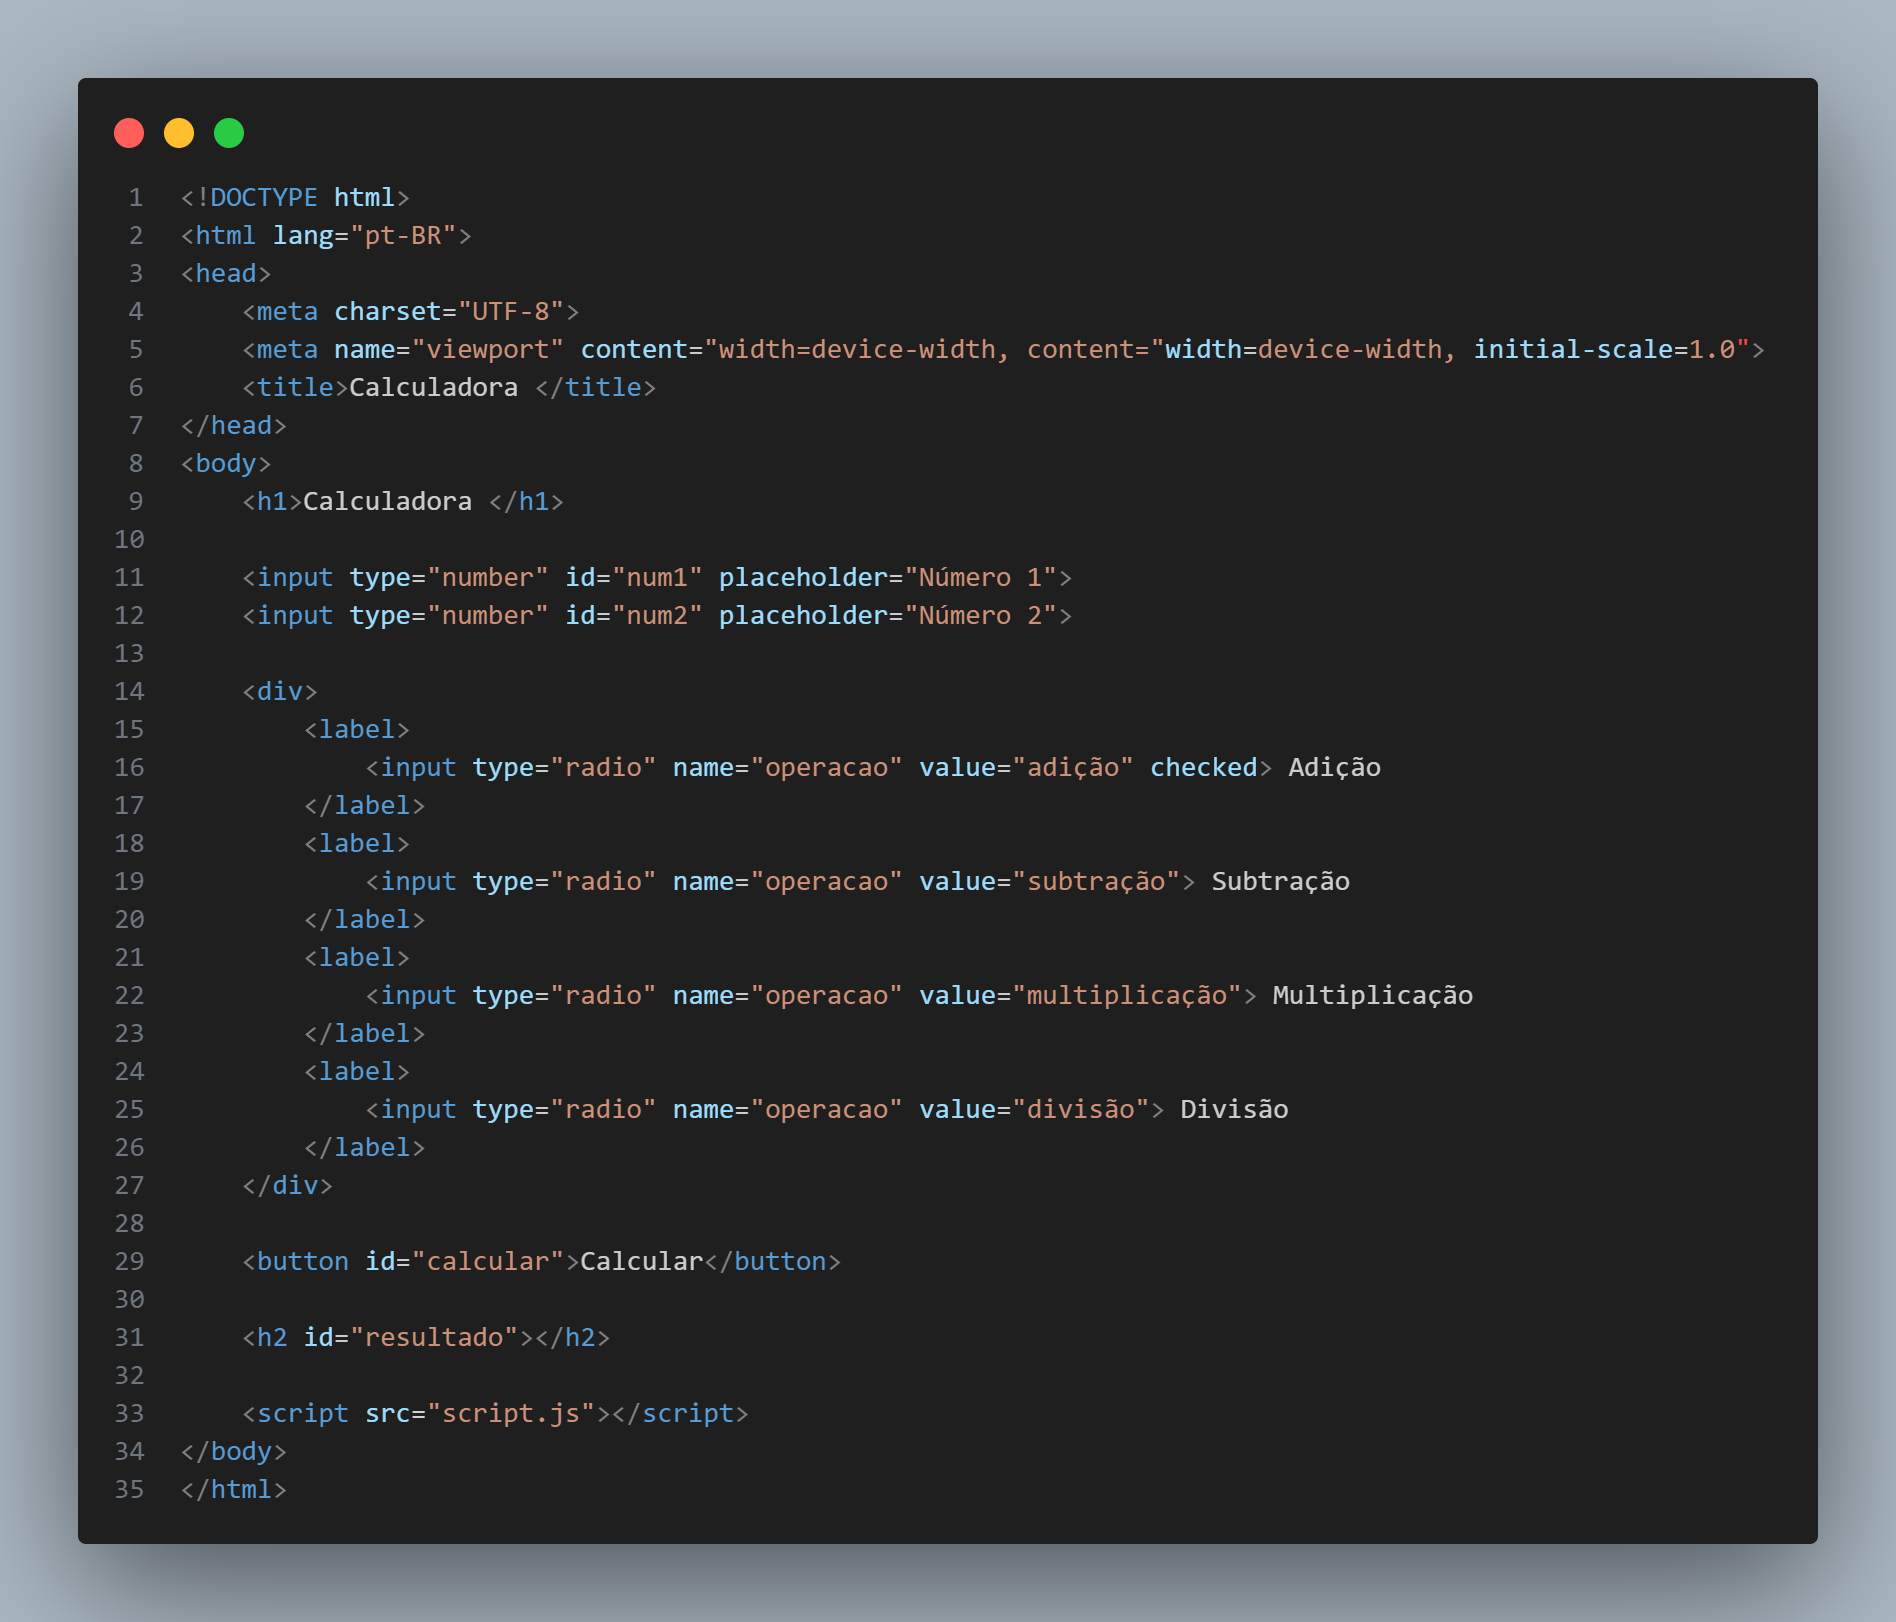 1 <!DOCTYPE html>
2 <html lang="pt-BR">
3 <head>
4     <meta charset="UTF-8">
5     <meta name="viewport" content="width=device-width, content="width=device-width, initial-scale=1.0">
6     <title>Calculadora </title>
7 </head>
8 <body>
9     <h1>Calculadora </h1>
10
11     <input type="number" id="num1" placeholder="Número 1">
12     <input type="number" id="num2" placeholder="Número 2">
13
14     <div>
15         <label>
16             <input type="radio" name="operacao" value="adição" checked> Adição
17         </label>
18         <label>
19             <input type="radio" name="operacao" value="subtração"> Subtração
20         </label>
21         <label>
22             <input type="radio" name="operacao" value="multiplicação"> Multiplicação
23         </label>
24         <label>
25             <input type="radio" name="operacao" value="divisão"> Divisão
26         </label>
27     </div>
28
29     <button id="calcular">Calcular</button>
30
31     <h2 id="resultado"></h2>
32
33     <script src="script.js"></script>
34 </body>
35 </html>